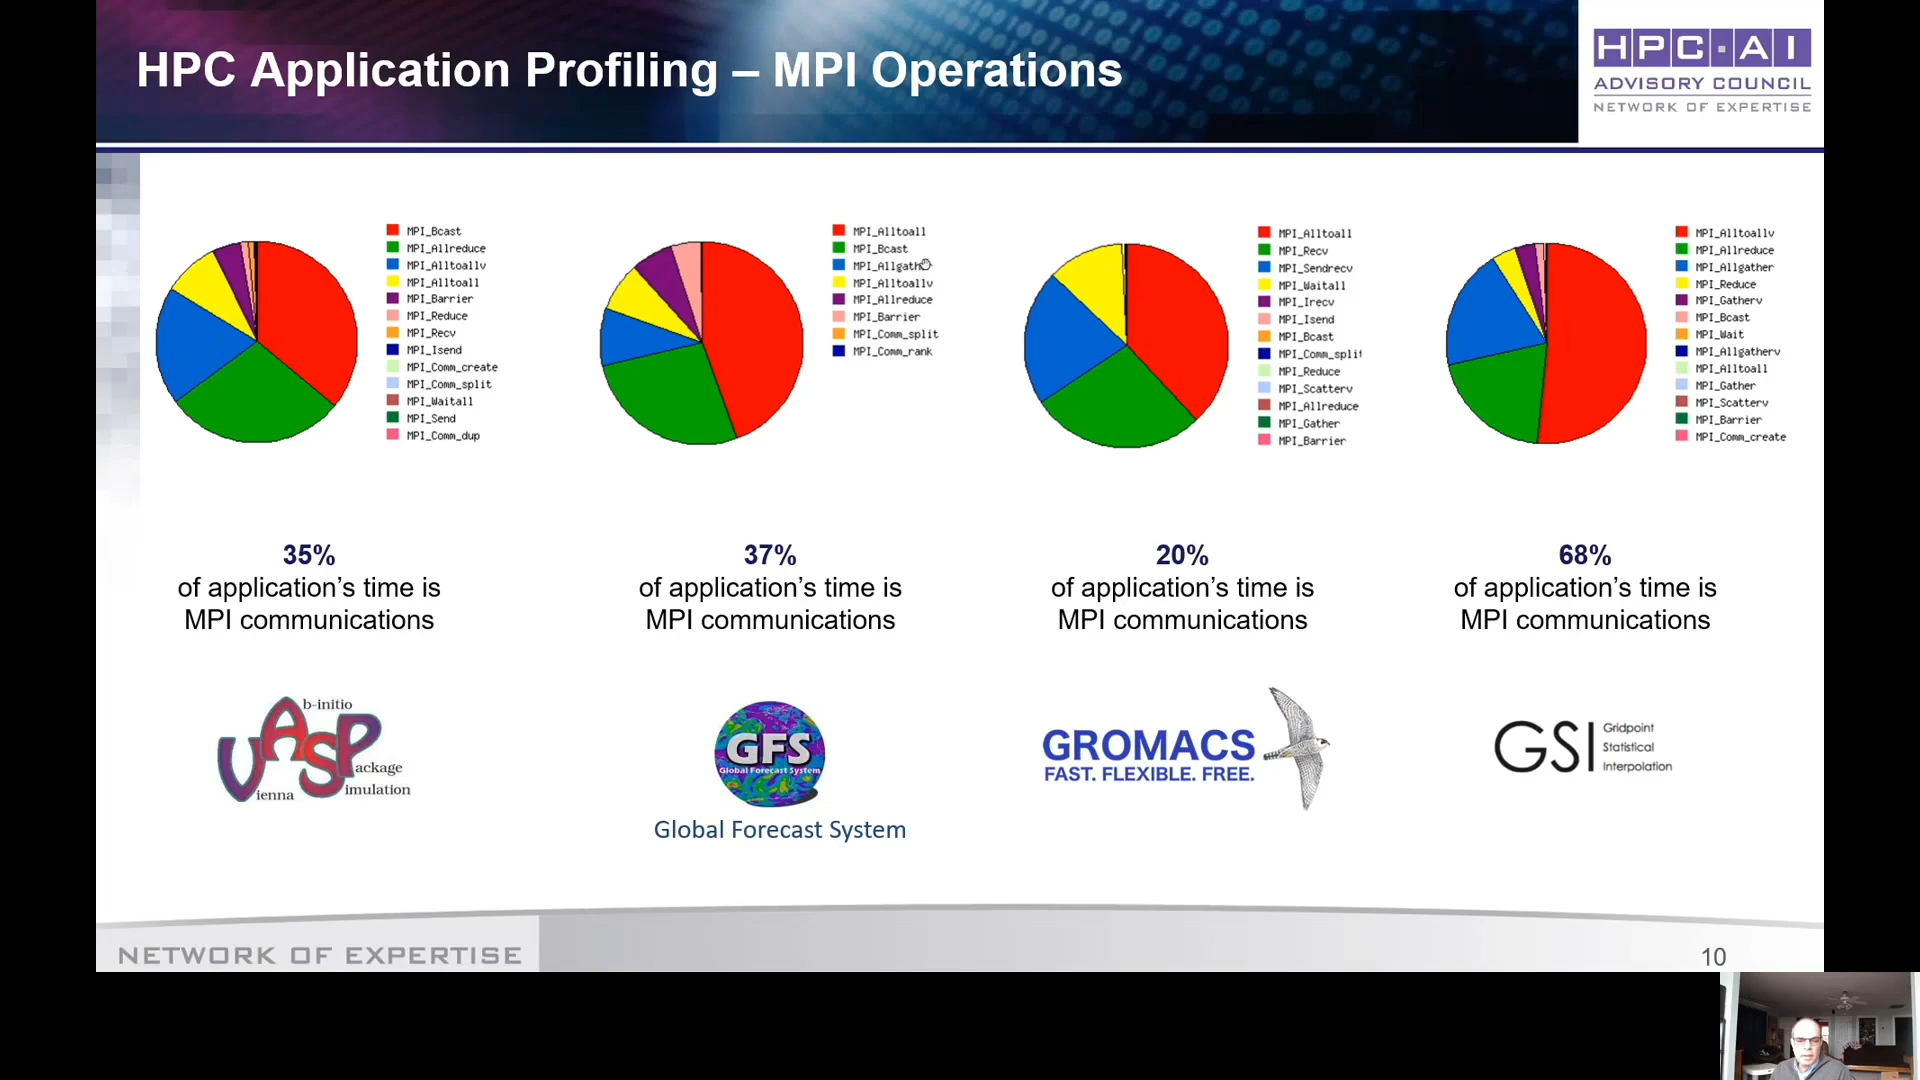 HPC Application Profiling – MPI Operations
HPC·AI
ADVISORY COUNCIL
NETWORK OF EXPERTISE
MPI_Bcast
MPI_Allreduce
MPI_Alltoallv
MPI_Alltoall
MPI_Barrier
MPI_Reduce
MPI_Recv
MPI_Isend
MPI_Comm_create
MPI_Comm_split
MPI_Waitall
MPI_Send
MPI_Comm_dup
MPI_Alltoall
MPI_Bcast
MPI_Allgath
MPI_Alltoallv
MPI_Allreduce
MPI_Barrier
MPI_Comm_split
MPI_Comm_rank
MPI_Alltoall
MPI_Recv
MPI_Sendrecv
MPI_Waitall
MPI_Irecv
MPI_Isend
MPI_Bcast
MPI_Comm_split
MPI_Reduce
MPI_Scatterv
MPI_Allreduce
MPI_Gather
MPI_Barrier
MPI_Alltoallv
MPI_Allreduce
MPI_Allgather
MPI_Reduce
MPI_Gatherv
MPI_Bcast
MPI_Wait
MPI_Allgatherv
MPI_Alltoall
MPI_Gather
MPI_Scatterv
MPI_Barrier
MPI_Comm_create
35%
of application’s time is
MPI communications
37%
of application’s time is
MPI communications
20%
of application’s time is
MPI communications
68%
of application’s time is
MPI communications
Vienna Ab-initio Simulation Package
GFS
Global Forecast System
Global Forecast System
GROMACS
FAST. FLEXIBLE. FREE.
GSI
Gridpoint
Statistical
Interpolation
NETWORK OF EXPERTISE
10